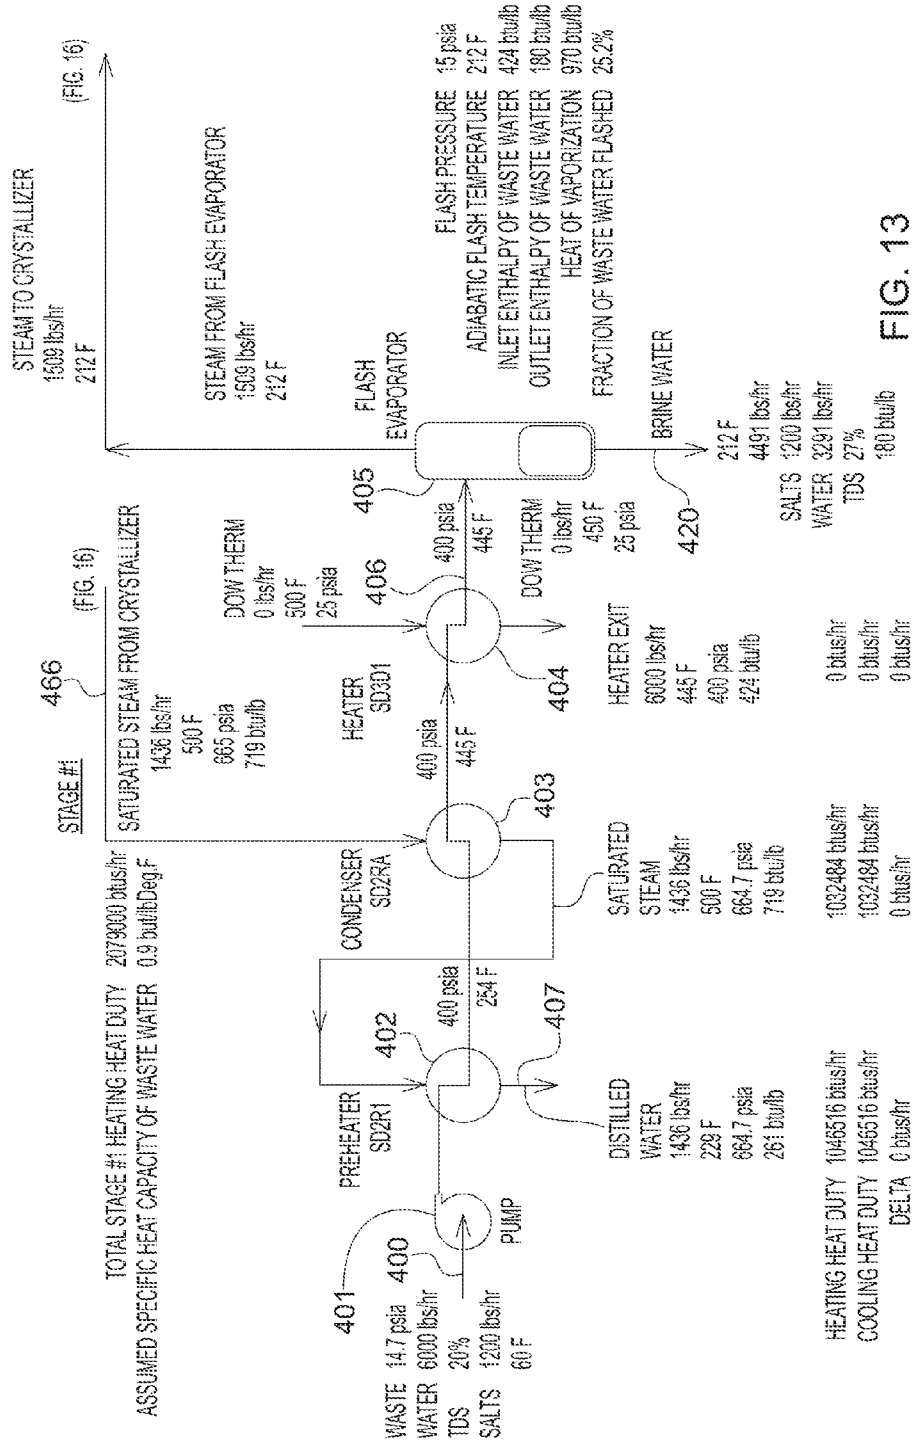 STAGE #1
TOTAL STAGE #1 HEATING HEAT DUTY 2079000 btus/hr
ASSUMED SPECIFIC HEAT CAPACITY OF WASTE WATER 0.9 but/lbDeg.F
466
(FIG. 16)
SATURATED STEAM FROM CRYSTALLIZER
1436 lbs/hr
500 F
665 psia
719 btu/lb
STEAM TO CRYSTALLIZER
1509 lbs/hr
212 F
(FIG. 16)
STEAM FROM FLASH EVAPORATOR
1509 lbs/hr
212 F
DOWTHERM
0 lbs/hr
500 F
25 psia
PREHEATER
SD2R1
CONDENSER
SD2RA
HEATER
SD3D1
FLASH
EVAPORATOR
401
402
403
404
405
406
400
407
420
WASTE 14.7 psia
WATER 6000 lbs/hr
TDS 20%
SALTS 1200 lbs/hr
60 F
PUMP
400 psia
254 F
400 psia
445 F
400 psia
445 F
DOWTHERM
0 lbs/hr
450 F
25 psia
FLASH PRESSURE 15 psia
ADIABATIC FLASH TEMPERATURE 212 F
INLET ENTHALPY OF WASTE WATER 424 btu/lb
OUTLET ENTHALPY OF WASTE WATER 180 btu/lb
HEAT OF VAPORIZATION 970 btu/lb
FRACTION OF WASTE WATER FLASHED 25.2%
BRINE WATER
212 F
4491 lbs/hr
SALTS 1200 lbs/hr
WATER 3291 lbs/hr
TDS 27%
180 btu/lb
DISTILLED
WATER
1436 lbs/hr
229 F
664.7 psia
261 btu/lb
SATURATED
STEAM
1436 lbs/hr
500 F
664.7 psia
719 btu/lb
HEATER EXIT
6000 lbs/hr
445 F
400 psia
424 btu/lb
HEATING HEAT DUTY 1046516 btus/hr 1032484 btus/hr 0 btus/hr
COOLING HEAT DUTY 1046516 btus/hr 1032484 btus/hr 0 btus/hr
DELTA 0 btus/hr 0 btus/hr 0 btus/hr
FIG. 13